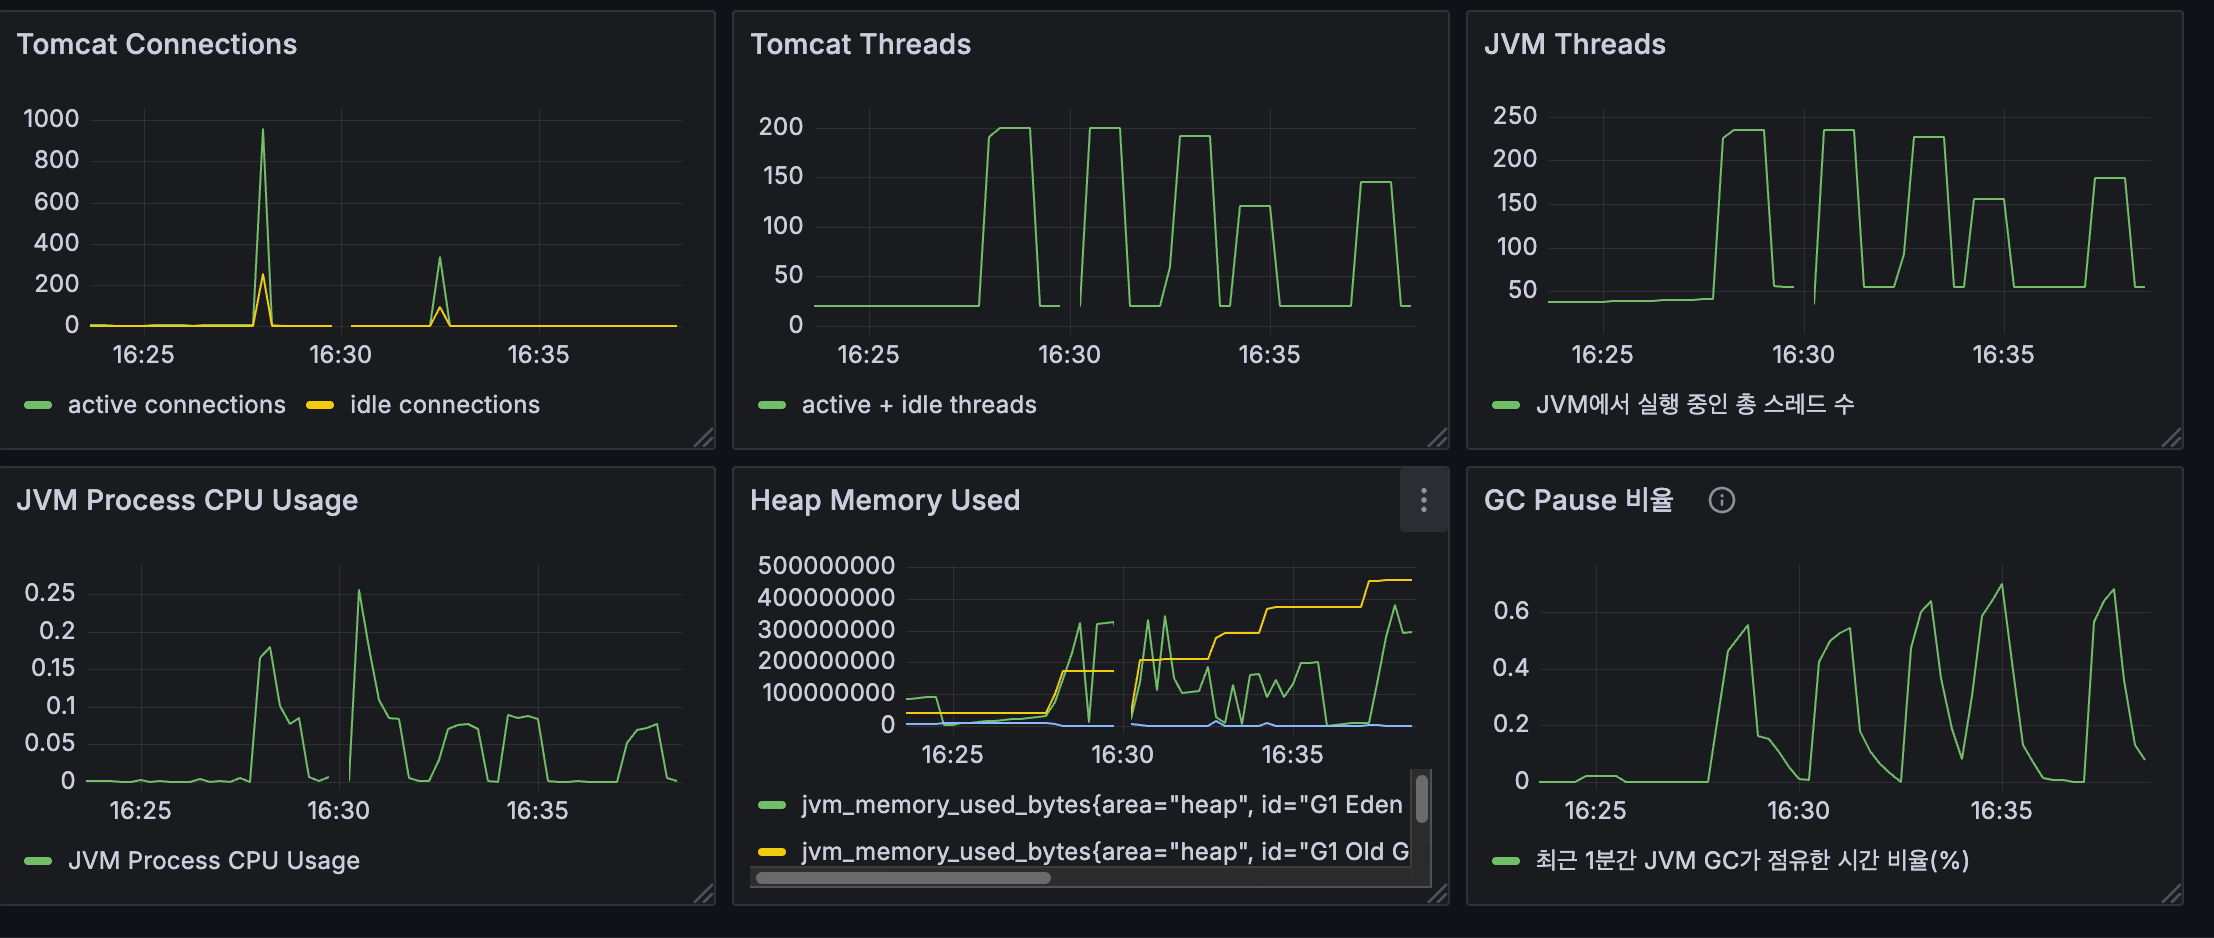 Tomcat Connections
1000
800
600
400
200
0
16:25 16:30 16:35
active connections idle connections
Tomcat Threads
200
150
100
50
0
16:25 16:30 16:35
active + idle threads
JVM Threads
250
200
150
100
50
16:25 16:30 16:35
JVM에서 실행 중인 총 스레드 수
JVM Process CPU Usage
0.25
0.2
0.15
0.1
0.05
0
16:25 16:30 16:35
JVM Process CPU Usage
Heap Memory Used
500000000
400000000
300000000
200000000
100000000
0
16:25 16:30 16:35
jvm_memory_used_bytes{area="heap", id="G1 Eden
jvm_memory_used_bytes{area="heap", id="G1 Old G
GC Pause 비율
0.6
0.4
0.2
0
16:25 16:30 16:35
최근 1분간 JVM GC가 점유한 시간 비율(%)